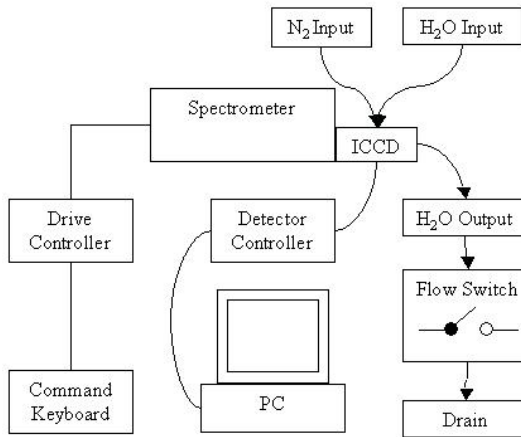 N₂ Input
H₂O Input
Spectrometer
ICCD
Drive
Controller
Detector
Controller
H₂O Output
Flow Switch
Command
Keyboard
PC
Drain